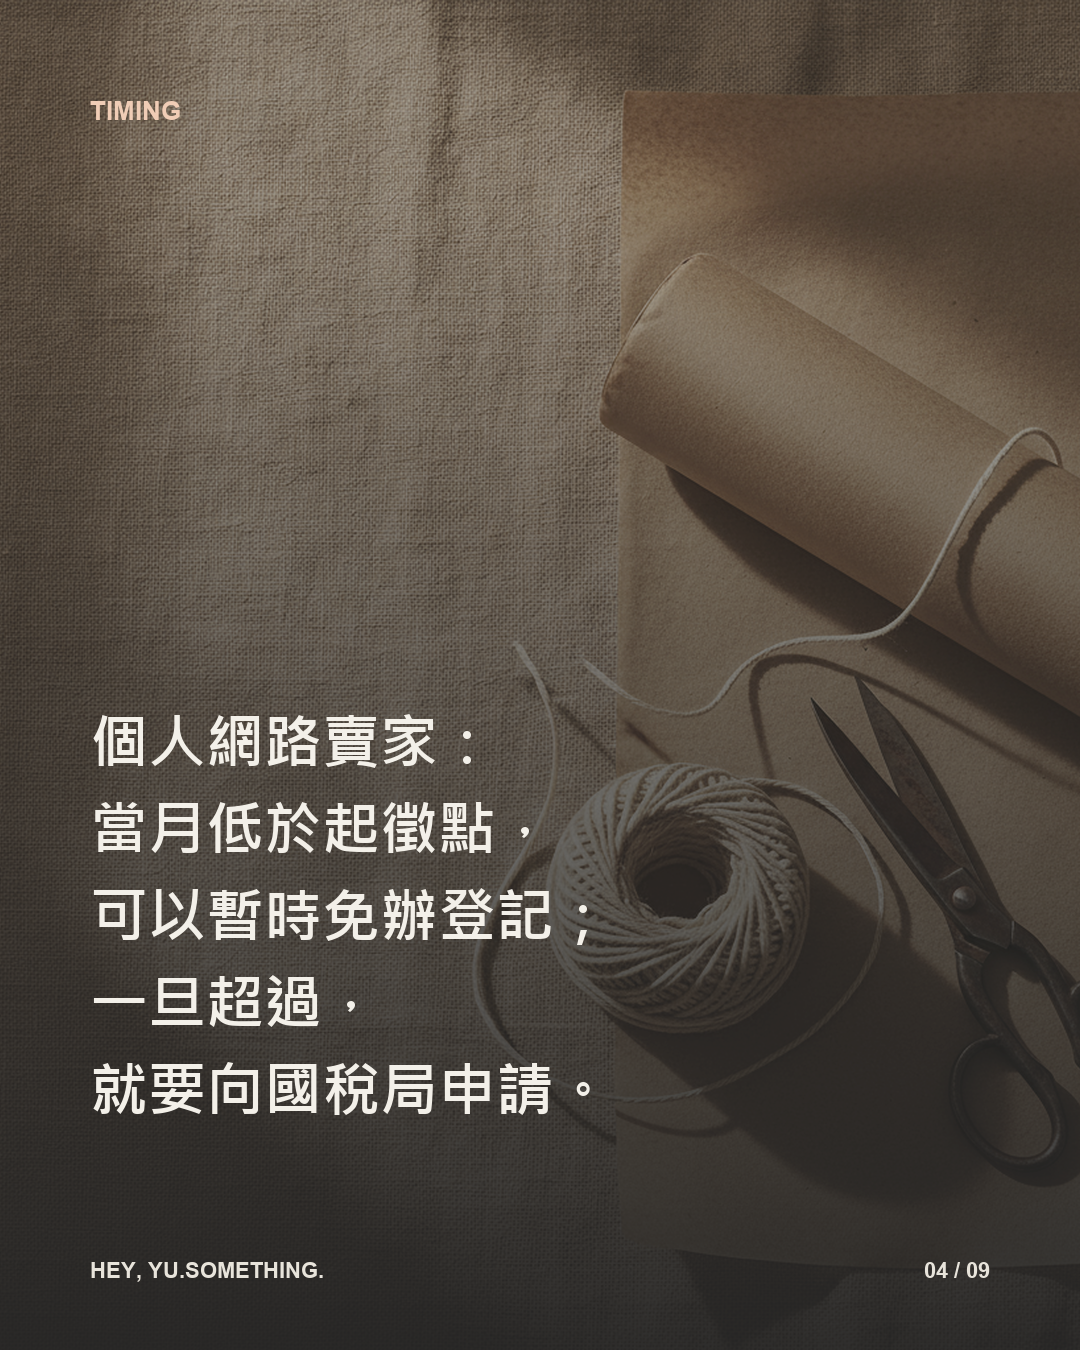 TIMING
個人網路賣家：
當月低於起徵點，
可以暫時免辦登記；
一旦超過，
就要向國稅局申請。
HEY, YU.SOMETHING.
04 / 09